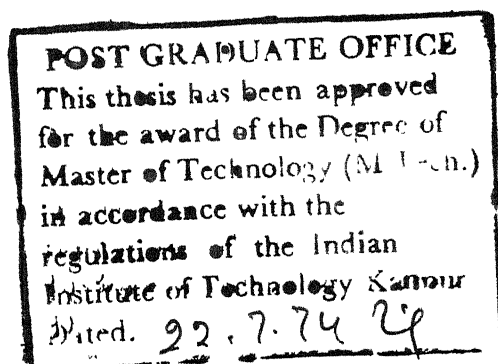 POST GRADUATE OFFICE
This thesis has been approved
for the award of the Degree of
Master of Technology (M.Tech.)
in accordance with the
regulations of the Indian
Institute of Technology Kanpur
Dated. 22.7.74